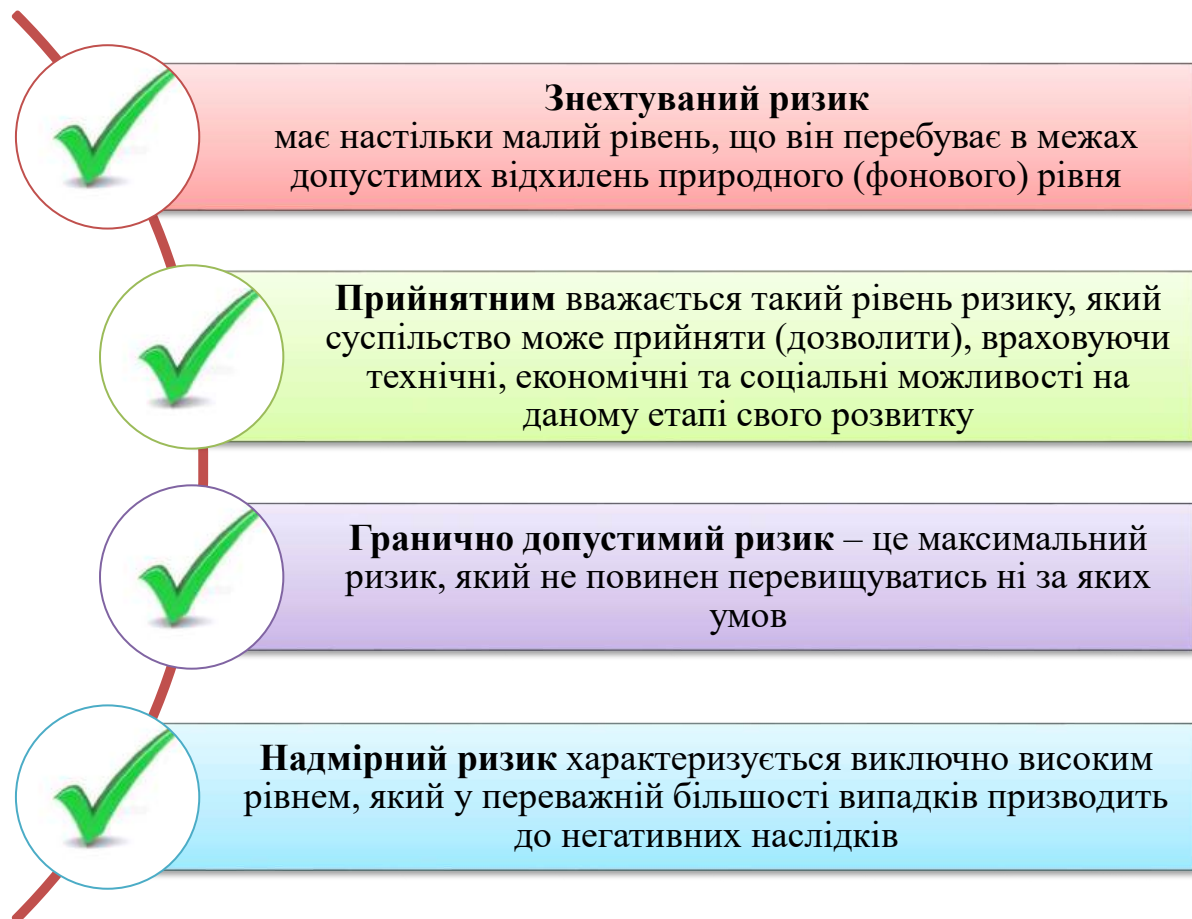 Знехтуваний ризик
має настільки малий рівень, що він перебуває в межах
допустимих відхилень природного (фонового) рівня
Прийнятним вважається такий рівень ризику, який
суспільство може прийняти (дозволити), враховуючи
технічні, економічні та соціальні можливості на
даному етапі свого розвитку
Гранично допустимий ризик – це максимальний
ризик, який не повинен перевищуватись ні за яких
умов
Надмірний ризик характеризується виключно високим
рівнем, який у переважній більшості випадків призводить
до негативних наслідків